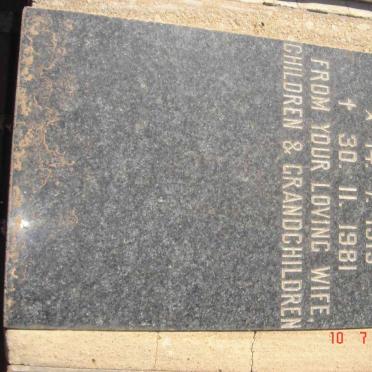 ✝ 30 11 1981
FROM YOUR LOVING WIFE,
CHILDREN & GRANDCHILDREN
10 7